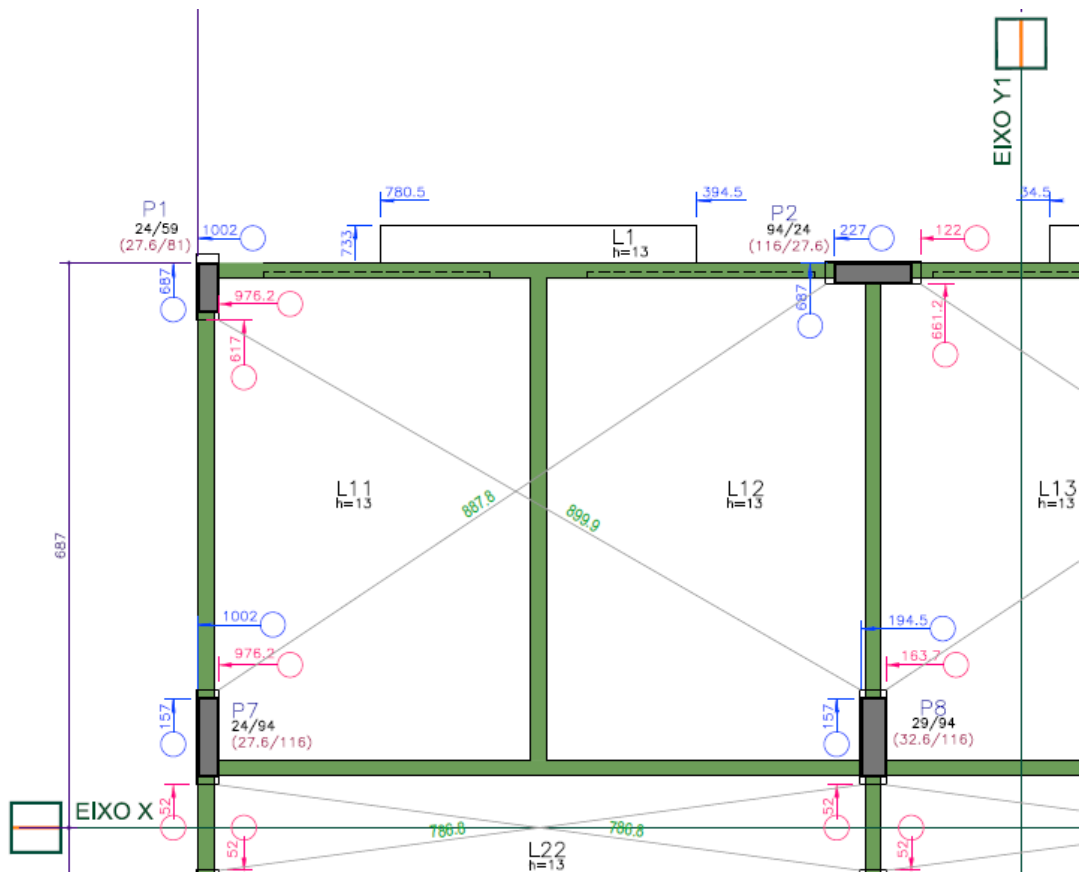 EIXO Y1
780.5
394.5
34.5
P1
24/59
(27.6/81)
1002
733
L1
h=13
P2
94/24
(116/27.6)
227
122
687
976.2
617
687
661.2
L11
h=13
887.8
899.9
L12
h=13
L13
h=13
687
1002
976.2
194.5
163.7
157
P7
24/94
(27.6/116)
157
P8
29/94
(32.6/116)
EIXO X
52
52
786.8
786.8
52
52
L22
h=13